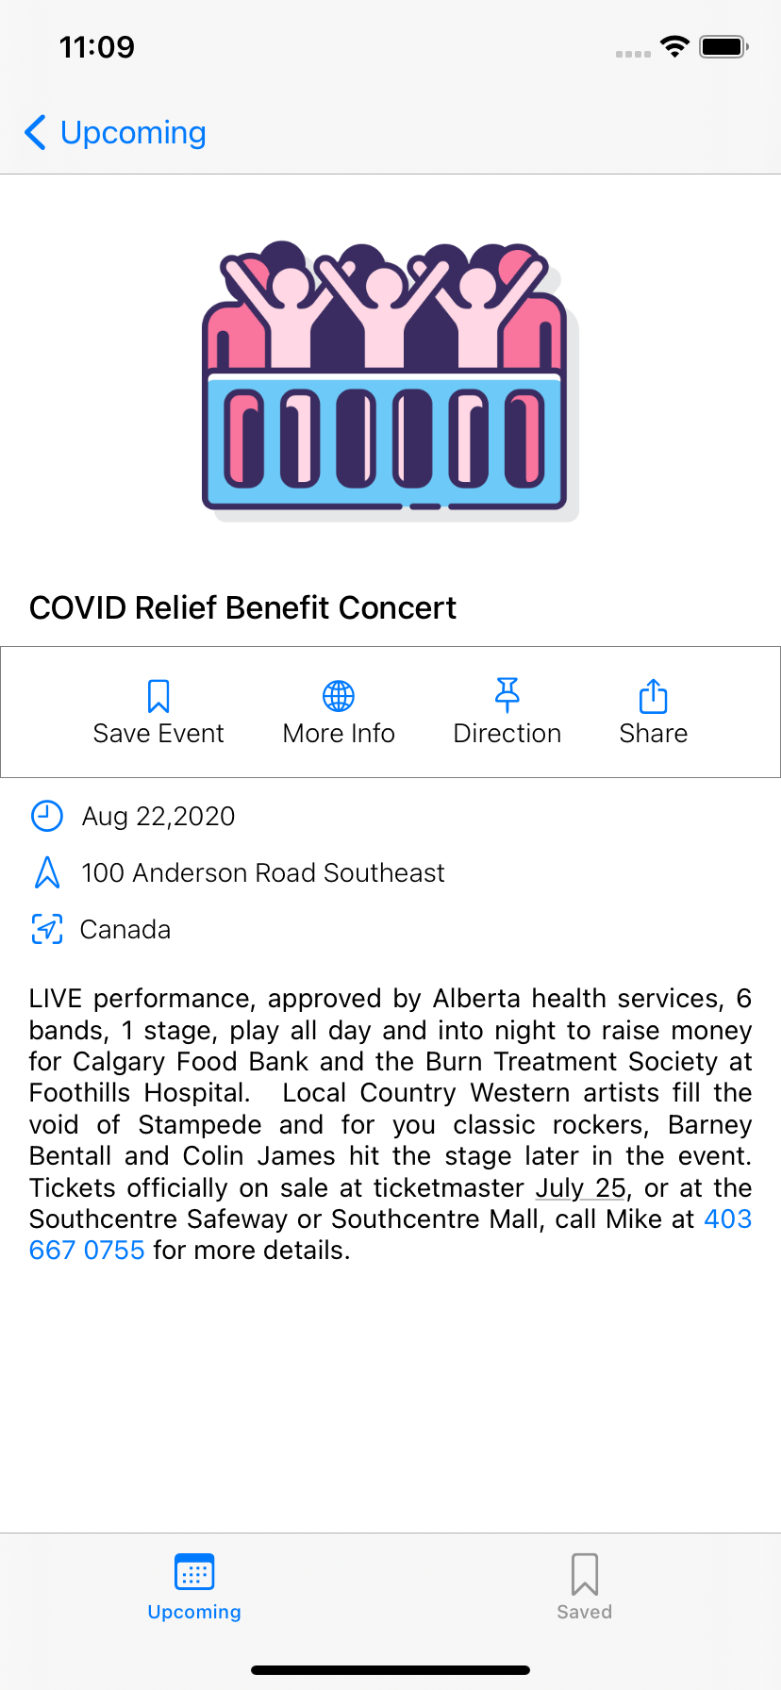 11:09
Upcoming
COVID Relief Benefit Concert
Save Event More Info Direction Share
Aug 22,2020
100 Anderson Road Southeast
Canada
LIVE performance, approved by Alberta health services, 6
bands, 1 stage, play all day and into night to raise money
for Calgary Food Bank and the Burn Treatment Society at
Foothills Hospital.  Local Country Western artists fill the
void of Stampede and for you classic rockers, Barney
Bentall and Colin James hit the stage later in the event.
Tickets officially on sale at ticketmaster July 25, or at the
Southcentre Safeway or Southcentre Mall, call Mike at 403
667 0755 for more details.
Upcoming Saved